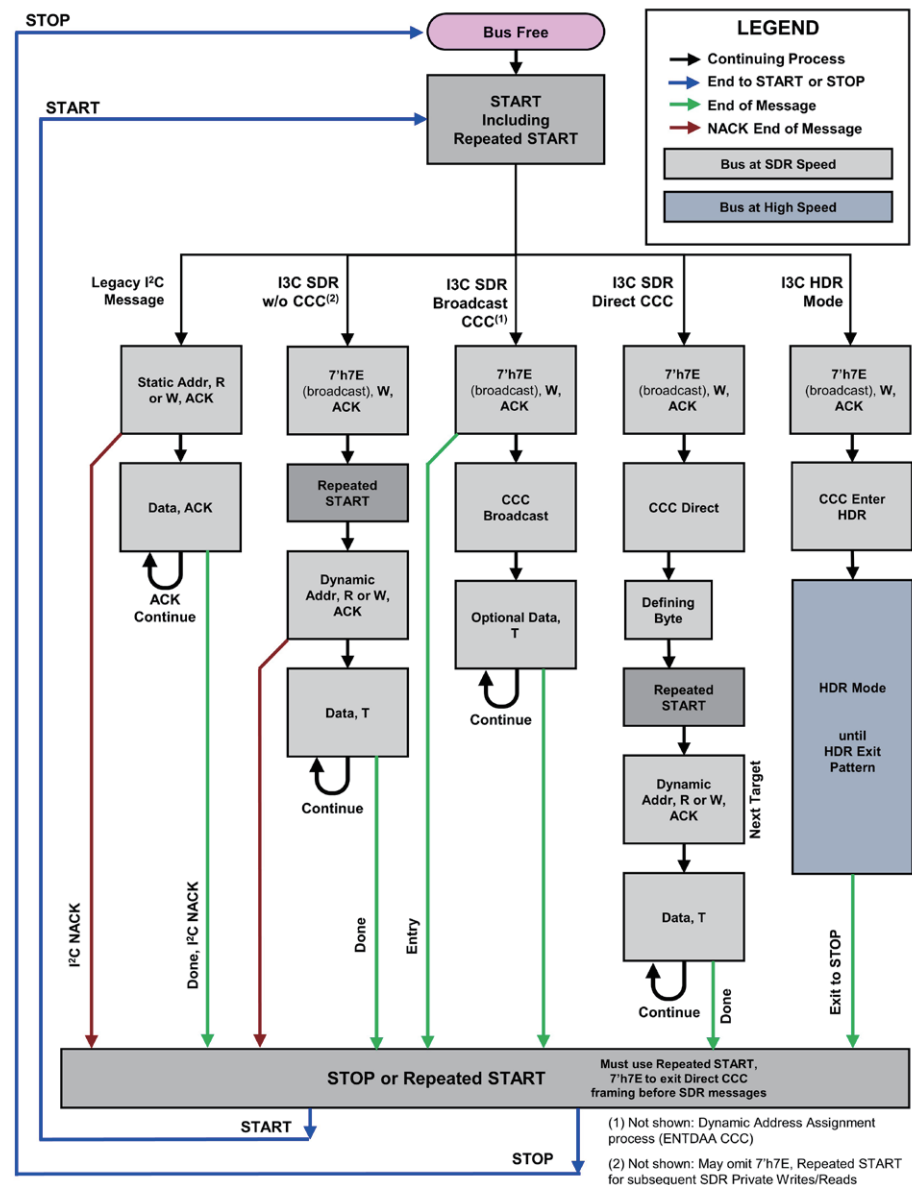 STOP
Bus Free
START
START
Including
Repeated START
LEGEND
Continuing Process
End to START or STOP
End of Message
NACK End of Message
Bus at SDR Speed
Bus at High Speed
Legacy I²C
Message
I3C SDR
w/o CCC(2)
I3C SDR
Broadcast
CCC(1)
I3C SDR
Direct CCC
I3C HDR
Mode
Static Addr, R
or W, ACK
Data, ACK
ACK
Continue
I²C NACK
Done, I²C NACK
7'h7E
(broadcast), W,
ACK
Repeated
START
Dynamic
Addr, R or W,
ACK
Data, T
Continue
Done
7'h7E
(broadcast), W,
ACK
CCC
Broadcast
Optional Data,
T
Continue
Entry
7'h7E
(broadcast), W,
ACK
CCC Direct
Defining
Byte
Repeated
START
Dynamic
Addr, R or W,
ACK
Next Target
Data, T
Continue
Done
7'h7E
(broadcast), W,
ACK
CCC Enter
HDR
HDR Mode
until
HDR Exit
Pattern
Exit to STOP
STOP or Repeated START
Must use Repeated START,
7'h7E to exit Direct CCC
framing before SDR messages
START
STOP
(1) Not shown: Dynamic Address Assignment
process (ENTDAA CCC)
(2) Not shown: May omit 7'h7E, Repeated START
for subsequent SDR Private Writes/Reads